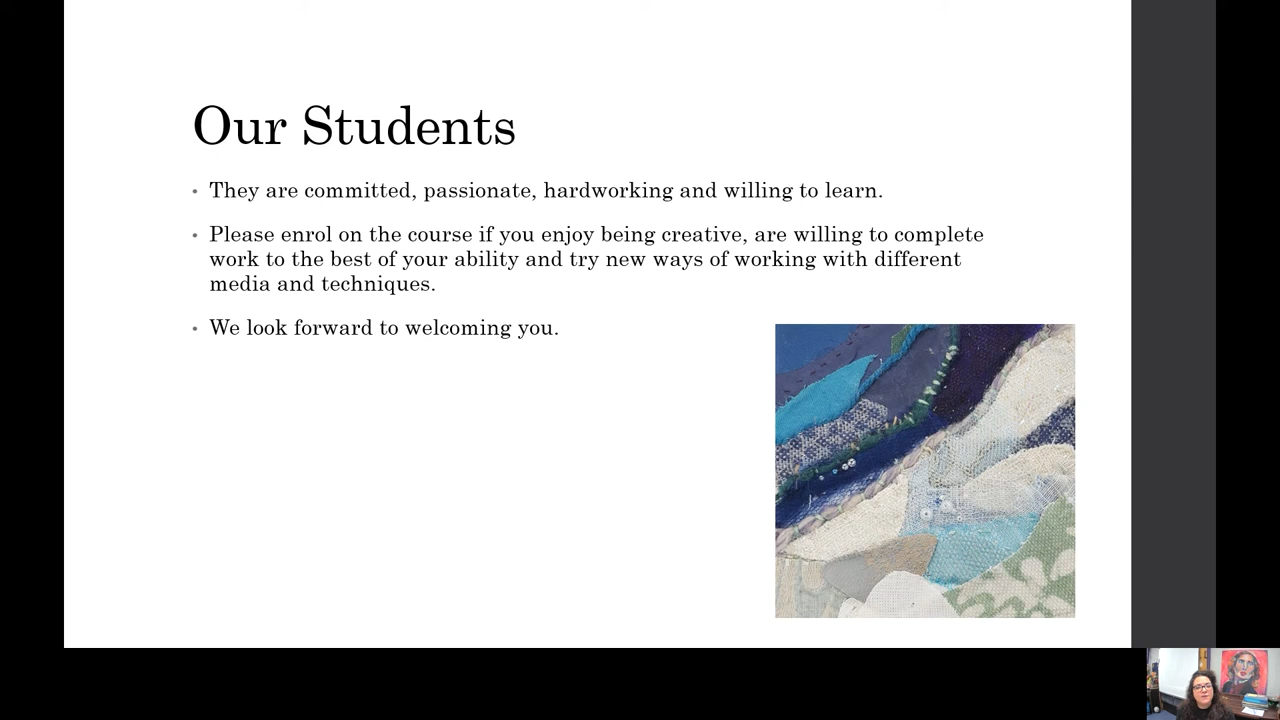 Our Students
• They are committed, passionate, hardworking and willing to learn.
• Please enrol on the course if you enjoy being creative, are willing to complete
work to the best of your ability and try new ways of working with different
media and techniques.
• We look forward to welcoming you.